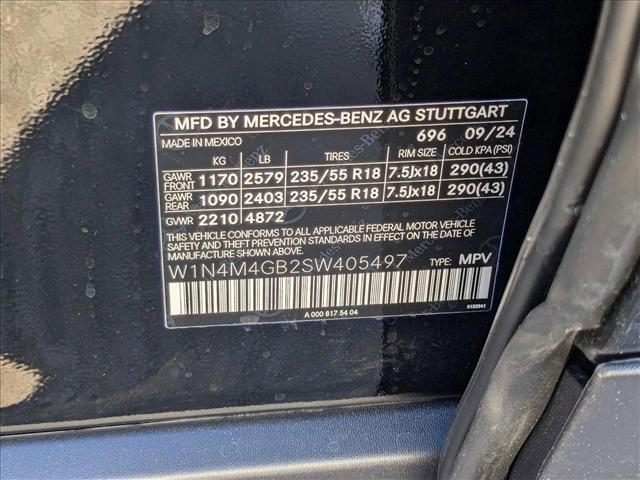 MFD BY MERCEDES-BENZ AG STUTTGART
MADE IN MEXICO 696 09/24
KG LB TIRES RIM SIZE COLD KPA(PSI)
GAWR FRONT 1170 2579 235/55 R18 7.5Jx18 290(43)
GAWR REAR 1090 2403 235/55 R18 7.5Jx18 290(43)
GVWR 2210 4872
THIS VEHICLE CONFORMS TO ALL APPLICABLE FEDERAL MOTOR VEHICLE
SAFETY AND THEFT PREVENTION STANDARDS IN EFFECT ON THE DATE OF
MANUFACTURE SHOWN ABOVE.
W1N4M4GB2SW405497 TYPE: MPV
A 000 817 54 04